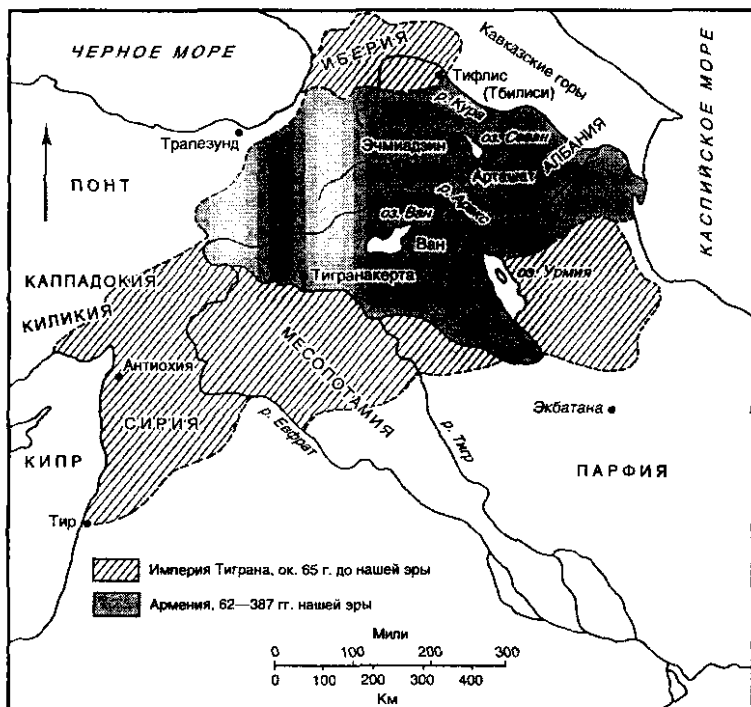 ЧЕРНОЕ МОРЕ
ИБЕРИЯ
Кавказские горы
КАСПИЙСКОЕ МОРЕ
Тифлис
(Тбилиси)
р. Кура
Трапезунд
Эчмиадзин
оз. Севан
АЛБАНИЯ
Арташат
ПОНТ
р. Аракс
оз. Ван
Ван
оз. Урмия
Тигранакерта
КАППАДОКИЯ
КИЛИКИЯ
МЕСОПОТАМИЯ
Антиохия
СИРИЯ
Экбатана
р. Евфрат
р. Тигр
КИПР
ПАРФИЯ
Тир
Империя Тиграна, ок. 65 г. до нашей эры
Армения, 62—387 гг. нашей эры
Мили
0 100 200 300
0 100 200 300 400
Км